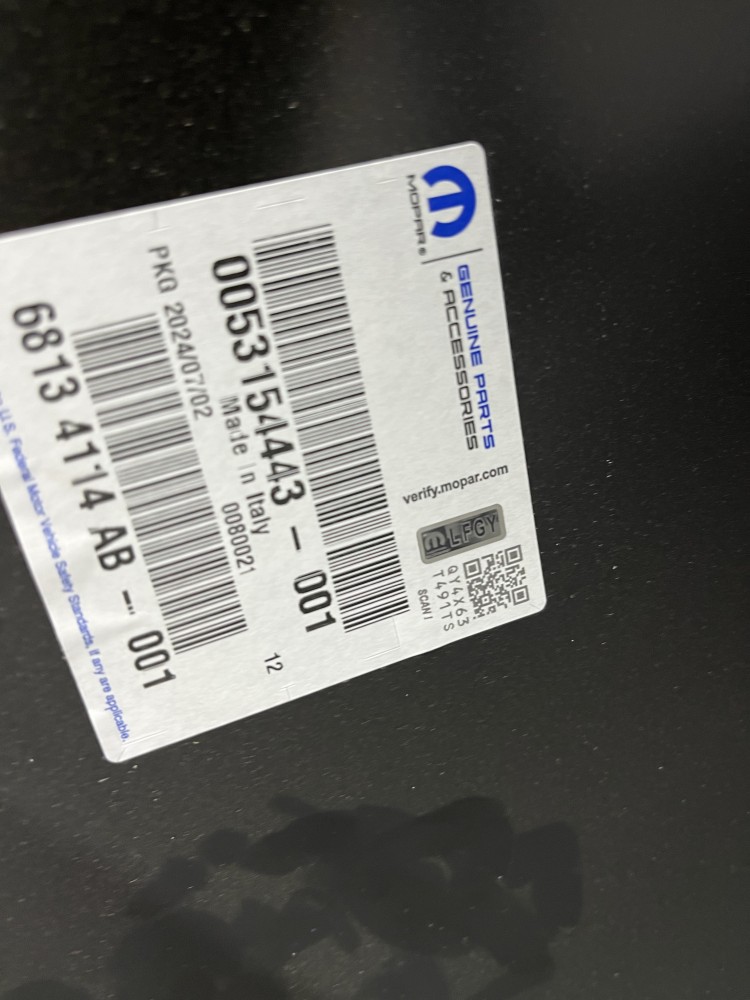 MOPAR®
GENUINE PARTS
& ACCESSORIES
verify.mopar.com
LFGY
QY4X63
T491TS
SCAN /
0053154443 - 001
Made In Italy
0080021
12
PKG 2024/07/02
6813 4114 AB - 001
U.S. Federal Motor Vehicle Safety Standards, if any are applicable.